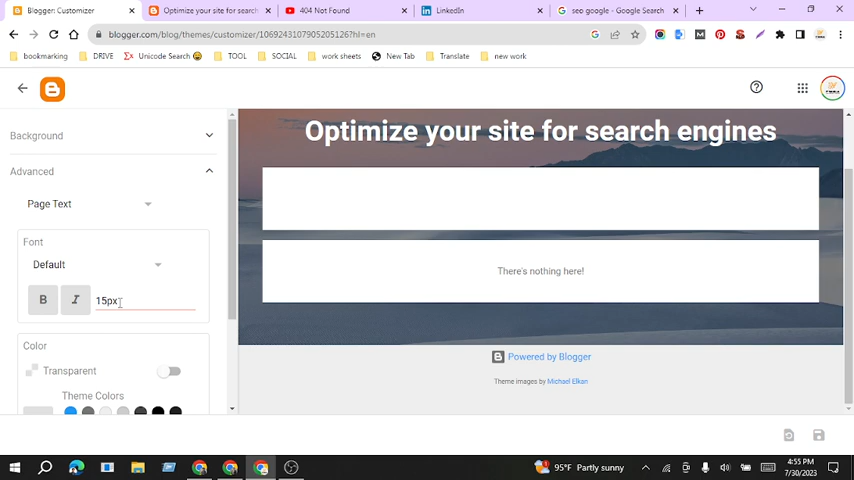 Blogger: Customizer
Optimize your site for search
404 Not Found
LinkedIn
seo google - Google Search
blogger.com/blog/themes/customizer/1069243107905205126?hl=en
bookmarking
DRIVE
Unicode Search
TOOL
SOCIAL
work sheets
New Tab
Translate
new work
Background
Advanced
Page Text
Font
Default
B I 15px
Color
Transparent
Theme Colors
Optimize your site for search engines
There's nothing here!
Powered by Blogger
Theme images by Michael Elkan
95°F Partly sunny
4:55 PM
7/30/2023